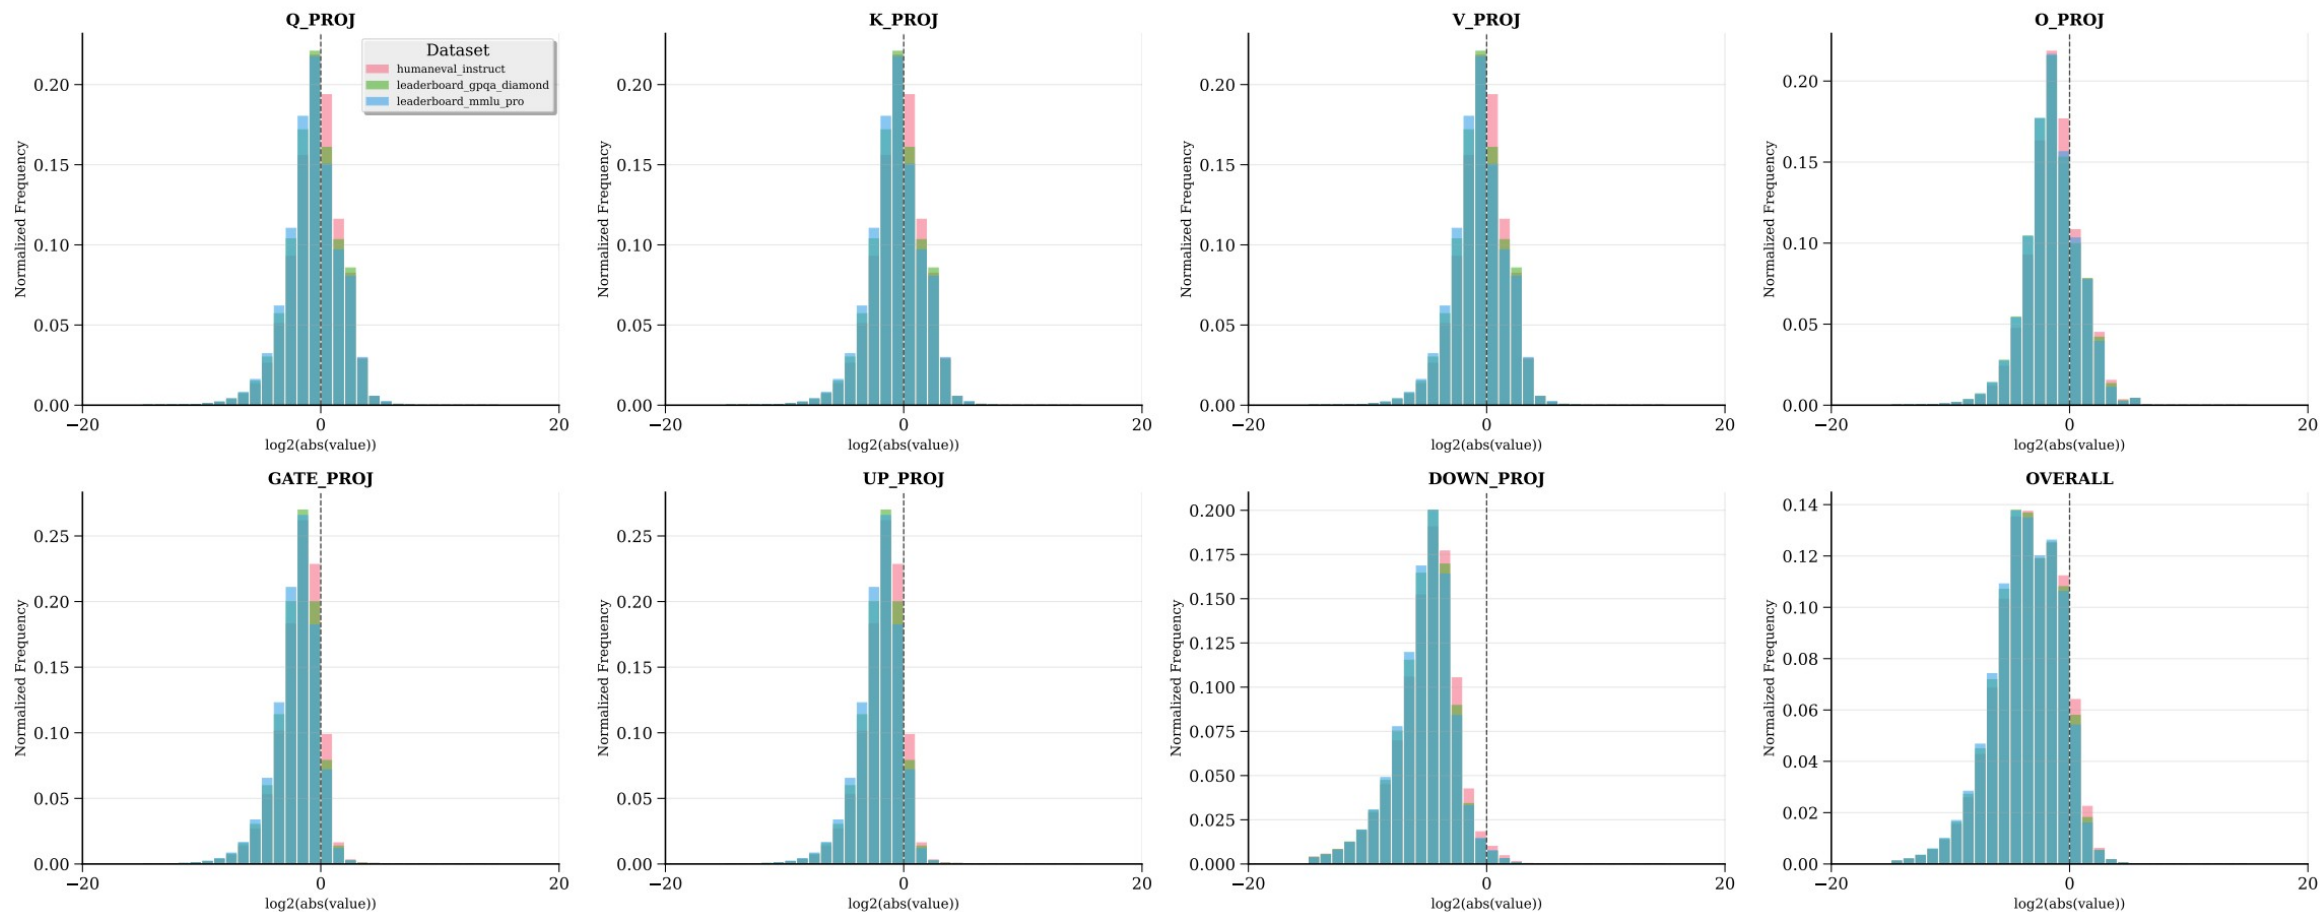 Q_PROJ
Normalized Frequency
0.20
0.15
0.10
0.05
0.00
−20
0
20
log2(abs(value))
Dataset
humaneval_instruct
leaderboard_gpqa_diamond
leaderboard_mmlu_pro
K_PROJ
Normalized Frequency
0.20
0.15
0.10
0.05
0.00
−20
0
20
log2(abs(value))
V_PROJ
Normalized Frequency
0.20
0.15
0.10
0.05
0.00
−20
0
20
log2(abs(value))
O_PROJ
Normalized Frequency
0.20
0.15
0.10
0.05
0.00
−20
0
20
log2(abs(value))
GATE_PROJ
Normalized Frequency
0.25
0.20
0.15
0.10
0.05
0.00
−20
0
20
log2(abs(value))
UP_PROJ
Normalized Frequency
0.25
0.20
0.15
0.10
0.05
0.00
−20
0
20
log2(abs(value))
DOWN_PROJ
Normalized Frequency
0.200
0.175
0.150
0.125
0.100
0.075
0.050
0.025
0.000
−20
0
20
log2(abs(value))
OVERALL
Normalized Frequency
0.14
0.12
0.10
0.08
0.06
0.04
0.02
0.00
−20
0
20
log2(abs(value))